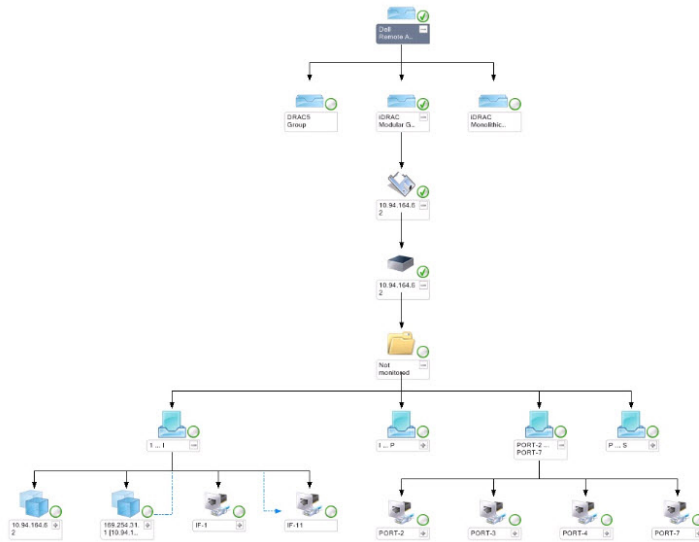 Dell
Remote A..
DRAC5
Group
iDRAC
Modular G..
iDRAC
Monolithic..
10.94.164.6
2
10.94.164.6
2
Not
monitored
1 ... I
I ... P
PORT-2 ...
PORT-7
P ... S
10.94.164.6
2
169.254.31.
1 [10.94.1...
IF-1
IF-11
PORT-2
PORT-3
PORT-4
PORT-7